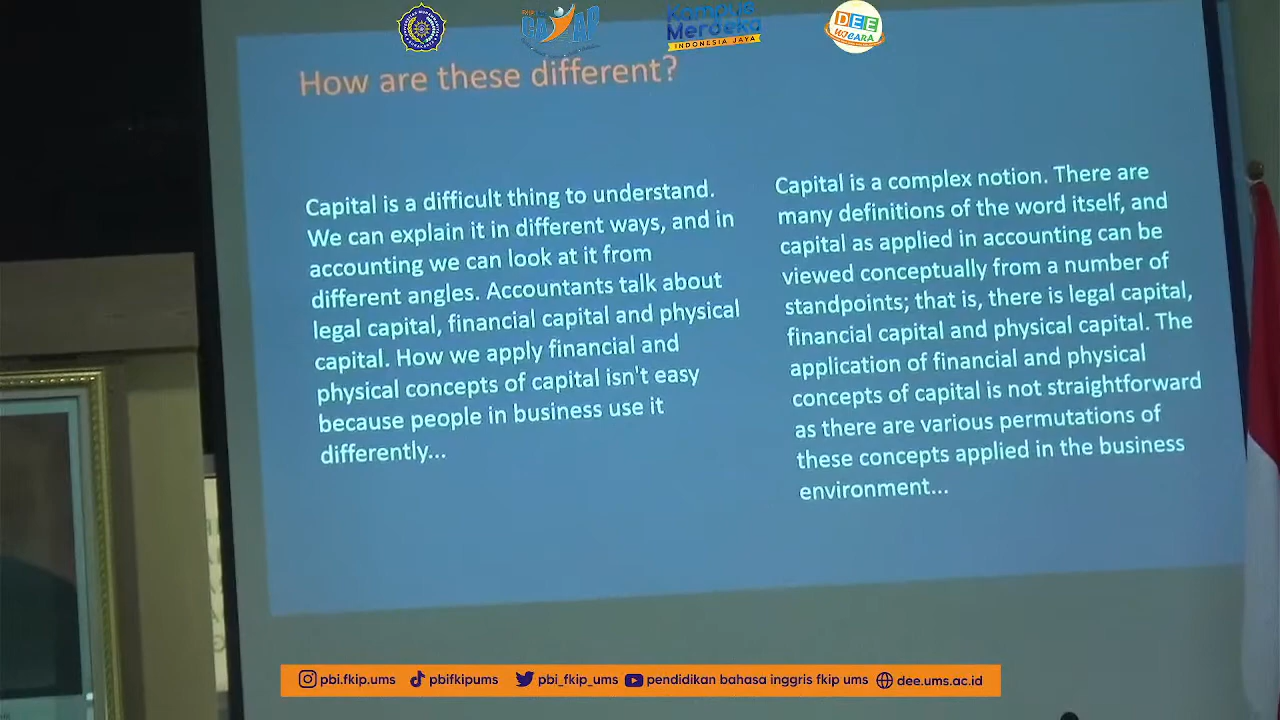 Kampus
Merdeka
INDONESIA JAYA
DEE
WICARA
How are these different?
Capital is a difficult thing to understand.
We can explain it in different ways, and in
accounting we can look at it from
different angles. Accountants talk about
legal capital, financial capital and physical
capital. How we apply financial and
physical concepts of capital isn't easy
because people in business use it
differently...
Capital is a complex notion. There are
many definitions of the word itself, and
capital as applied in accounting can be
viewed conceptually from a number of
standpoints; that is, there is legal capital,
financial capital and physical capital. The
application of financial and physical
concepts of capital is not straightforward
as there are various permutations of
these concepts applied in the business
environment...
pbi.fkip.ums
pbifkipums
pbi_fkip_ums
pendidikan bahasa inggris fkip ums
dee.ums.ac.id